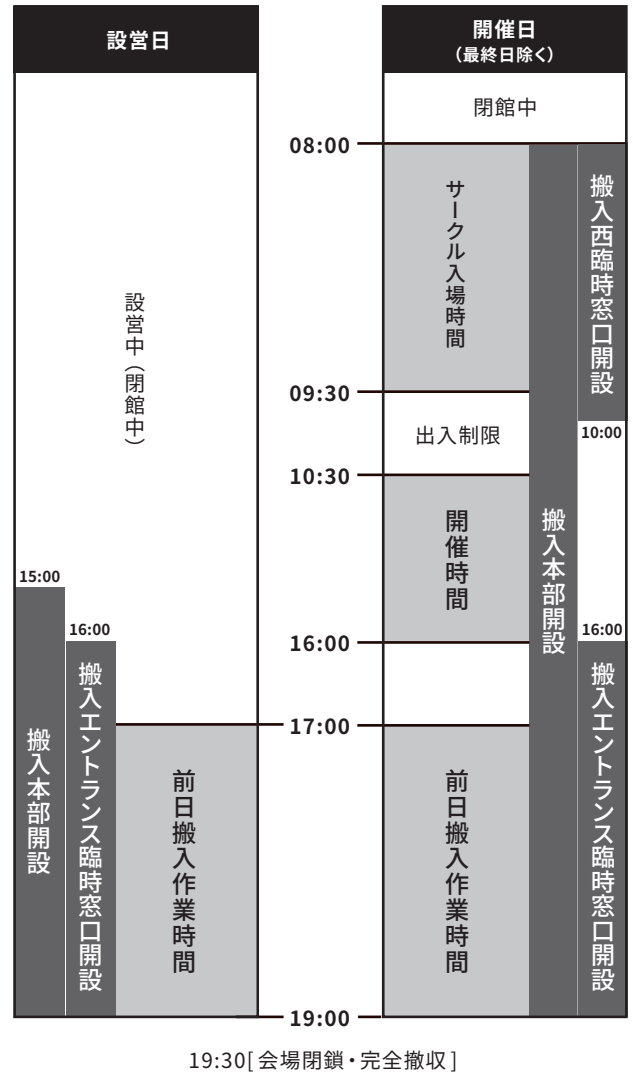 設営日
設営中（閉館中）
15:00
搬入本部開設
16:00
搬入エントランス臨時窓口開設
前日搬入作業時間
08:00
09:30
10:30
16:00
17:00
19:00
開催日
（最終日除く）
閉館中
サークル入場時間
出入制限
開催時間
前日搬入作業時間
搬入本部開設
搬入西臨時窓口開設
10:00
16:00
搬入エントランス臨時窓口開設
19:30[会場閉鎖・完全撤収]